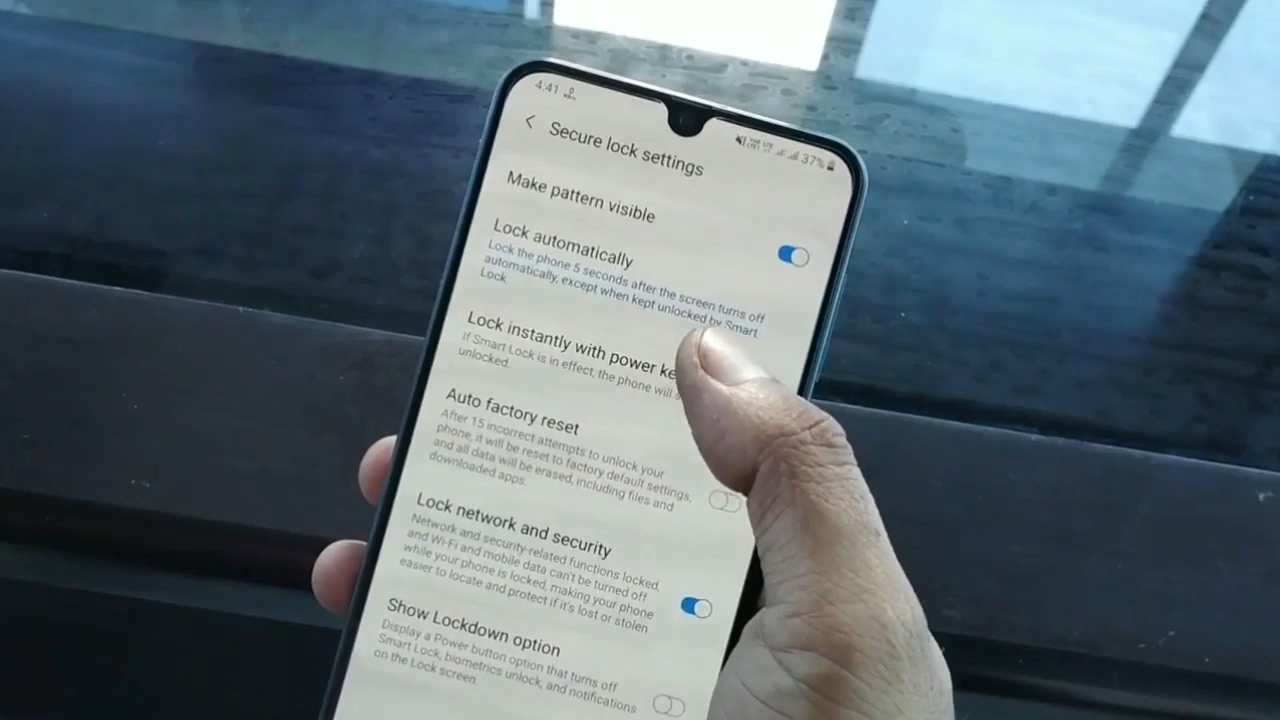 4:41
37%
Secure lock settings
Make pattern visible
Lock automatically
Lock the phone 5 seconds after the screen turns off
automatically, except when kept unlocked by Smart
Lock.
Lock instantly with power
If Smart Lock is in effect, the phone will
unlocked.
Auto factory reset
After 15 incorrect attempts to unlock your
phone, it will be reset to factory default settings,
and all data will be erased, including files and
downloaded apps.
Lock network and security
Network and security-related functions locked,
and Wi-Fi and mobile data can't be turned off
while your phone is locked, making your phone
easier to locate and protect if it's lost or stolen
Show Lockdown option
Display a Power button option that turns off
Smart Lock, biometrics unlock, and notifications
on the Lock screen.